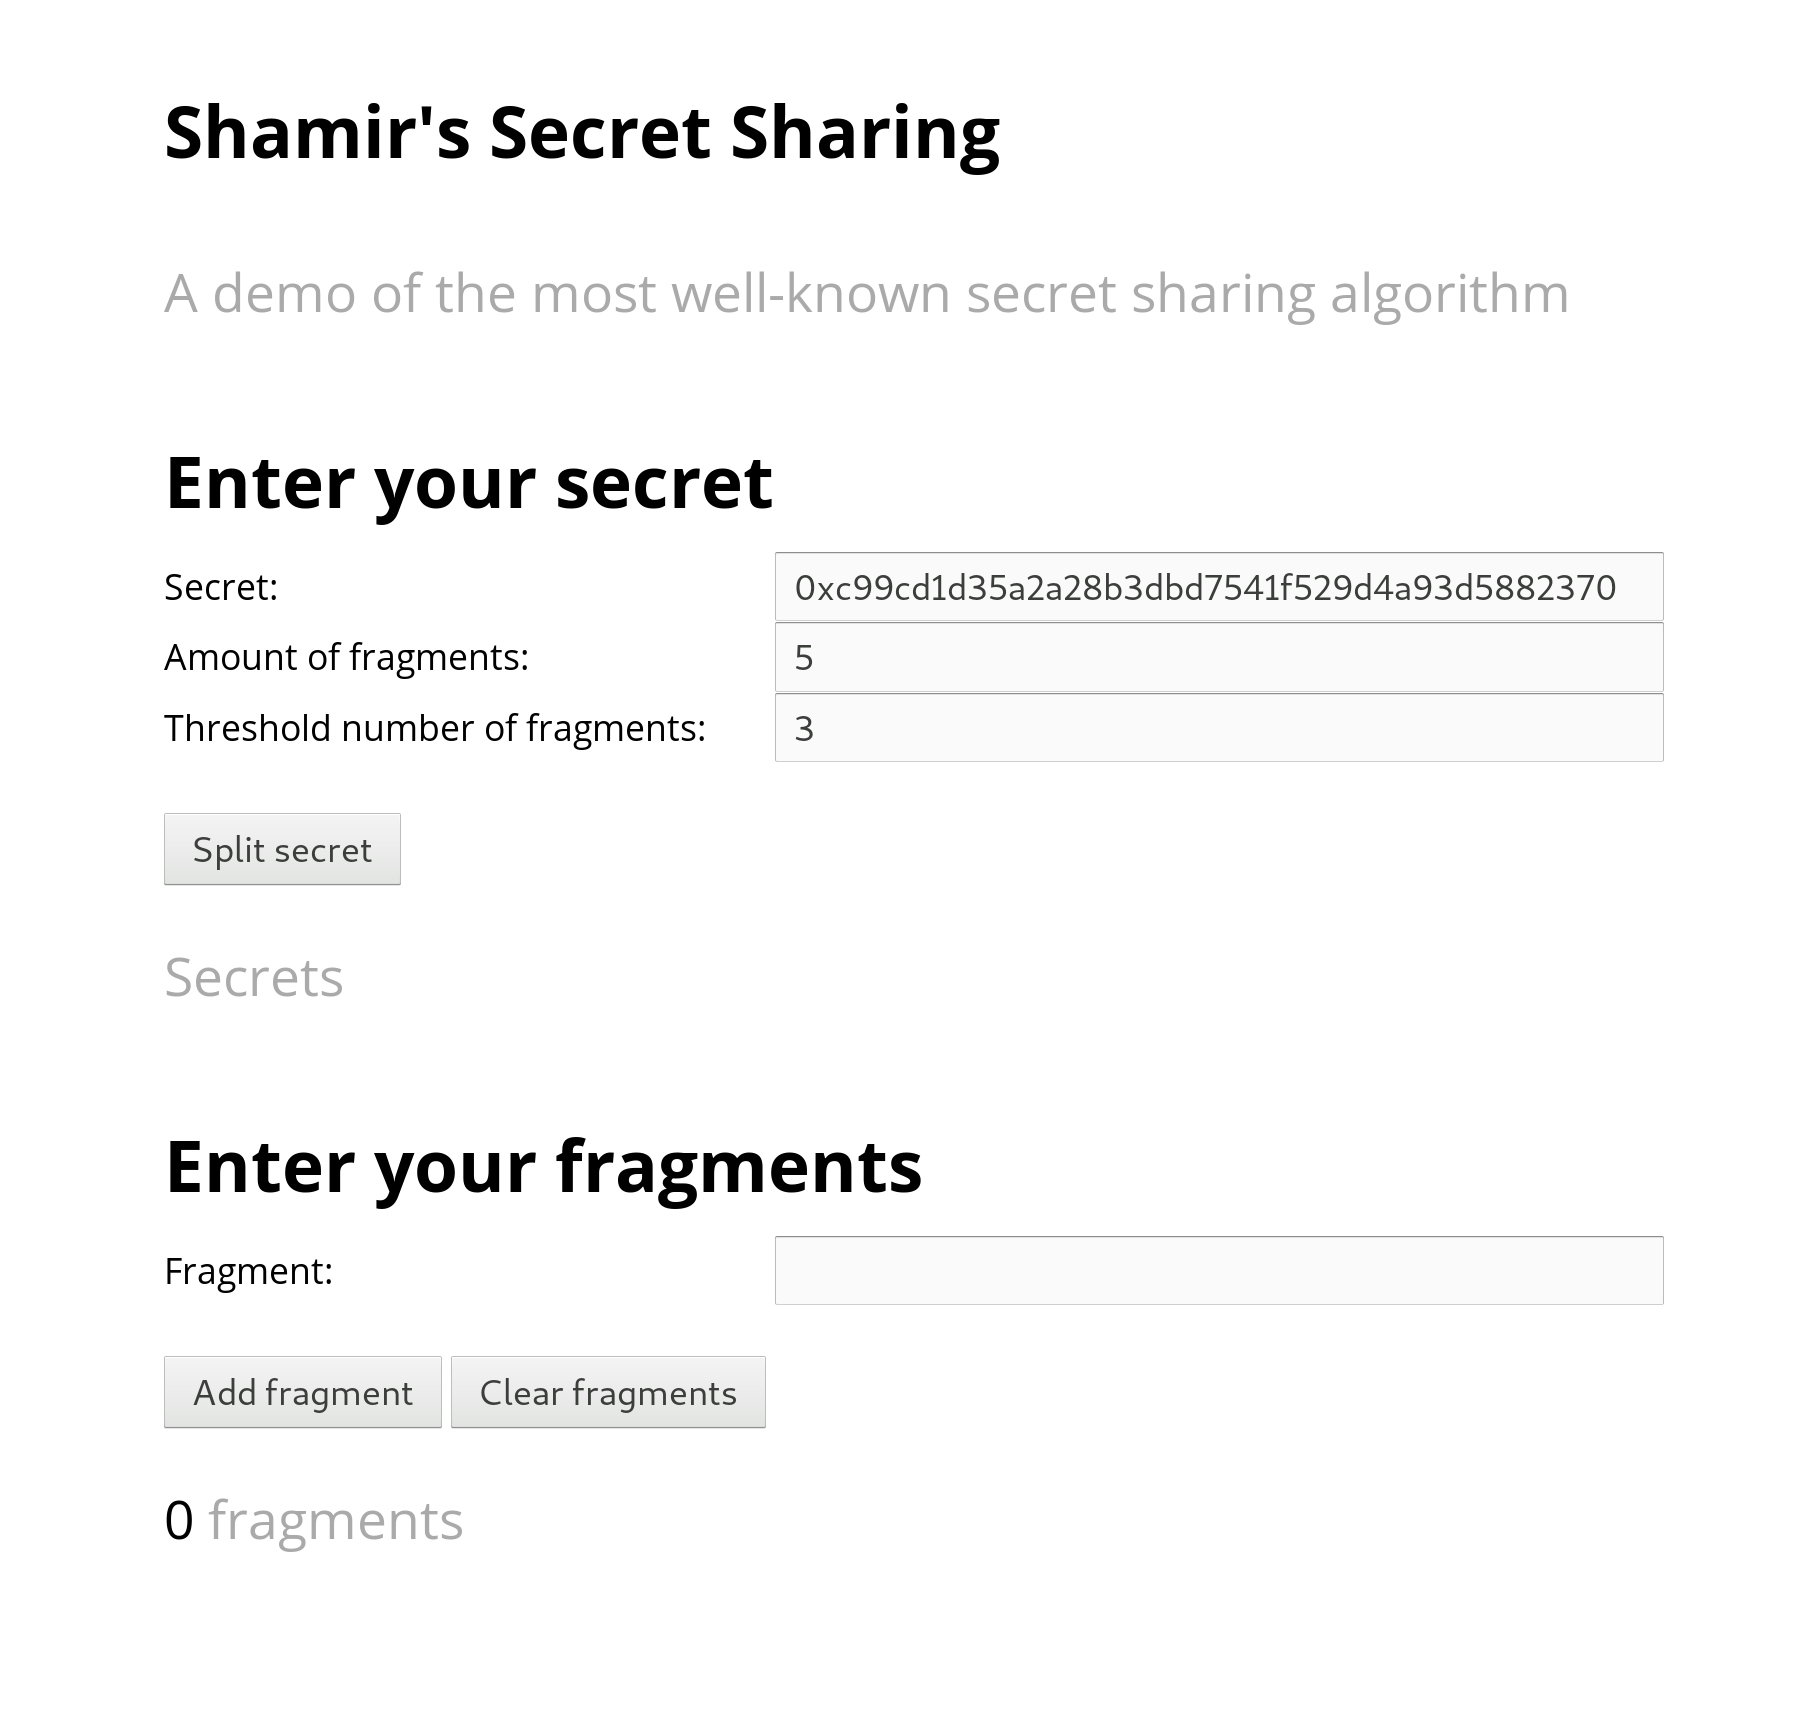 Shamir's Secret Sharing
A demo of the most well-known secret sharing algorithm
Enter your secret
Secret: 0xc99cd1d35a2a28b3dbd7541f529d4a93d5882370
Amount of fragments: 5
Threshold number of fragments: 3
Split secret
Secrets
Enter your fragments
Fragment:
Add fragment Clear fragments
0 fragments